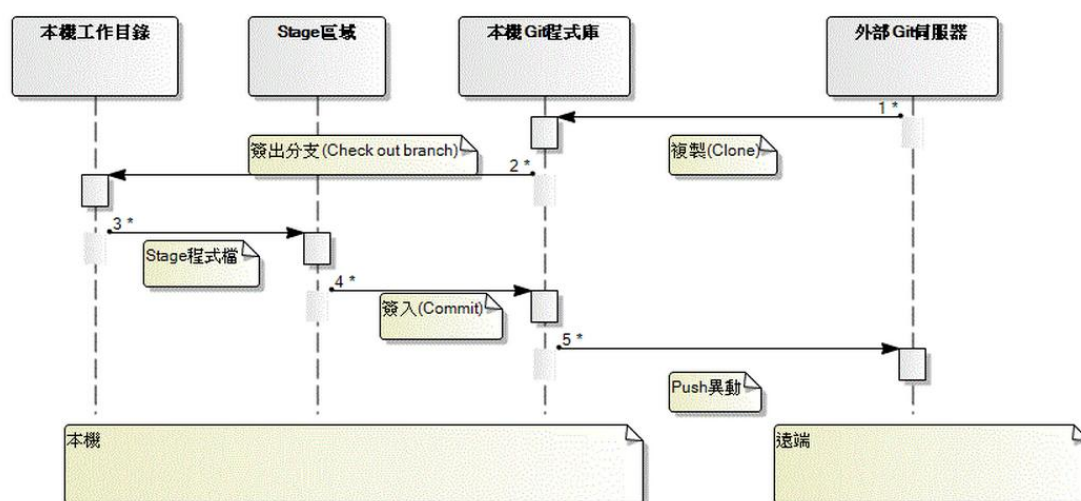 本機工作目錄
Stage區域
本機Git程式庫
外部Git伺服器
1 *
複製(Clone)
簽出分支(Check out branch)
2 *
3 *
Stage程式檔
4 *
簽入(Commit)
5 *
Push異動
本機
遠端